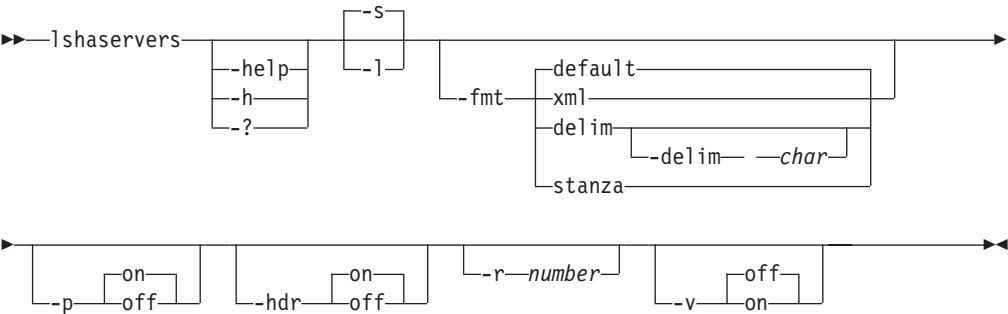 -s
lshaservers
-help
-h
-?
-l
default
-fmt
xml
delim
-delim char
stanza
on
-p off
on
-hdr off
-r number
off
-v on